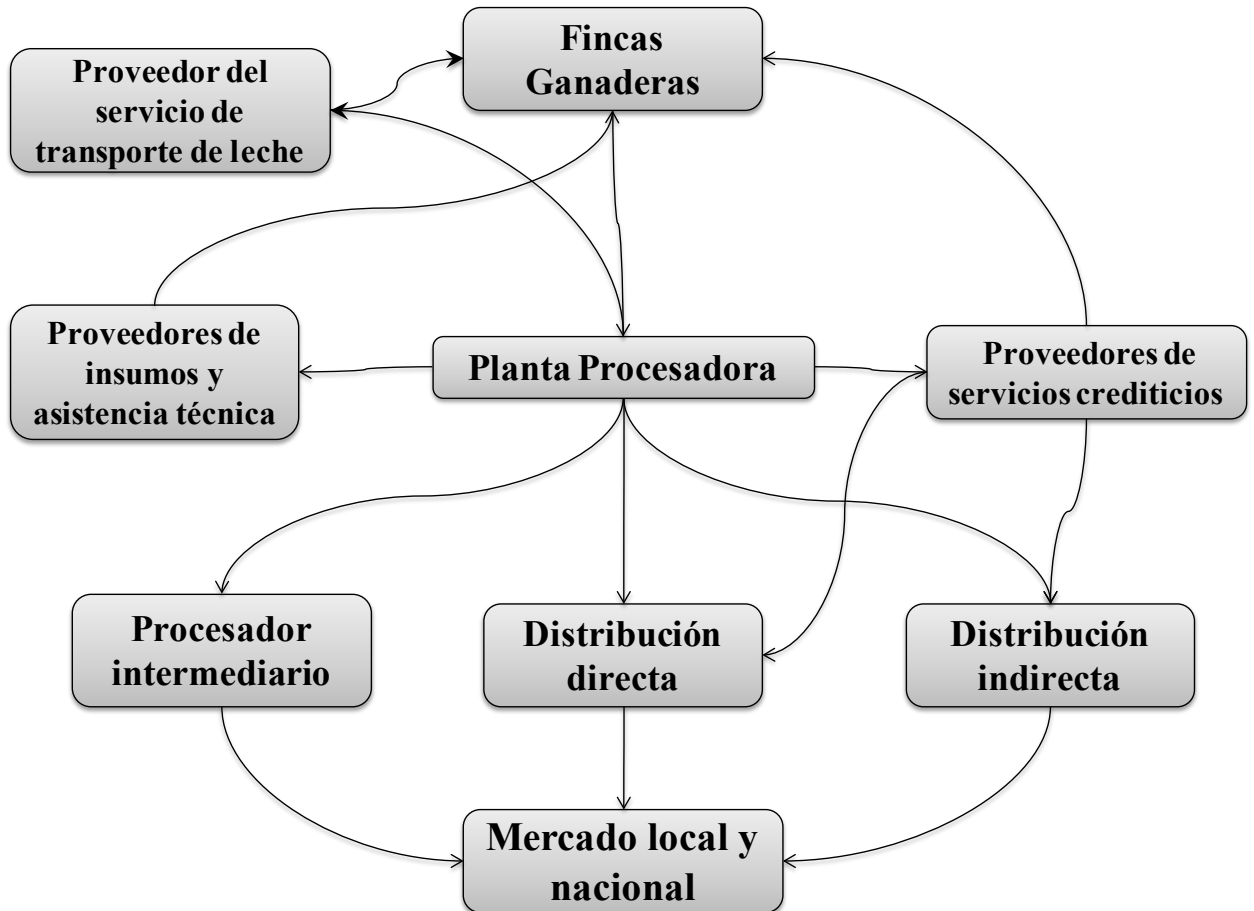 Fincas
Ganaderas
Proveedor del
servicio de
transporte de leche
Proveedores de
insumos y
asistencia técnica
Planta Procesadora
Proveedores de
servicios crediticios
Procesador
intermediario
Distribución
directa
Distribución
indirecta
Mercado local y
nacional